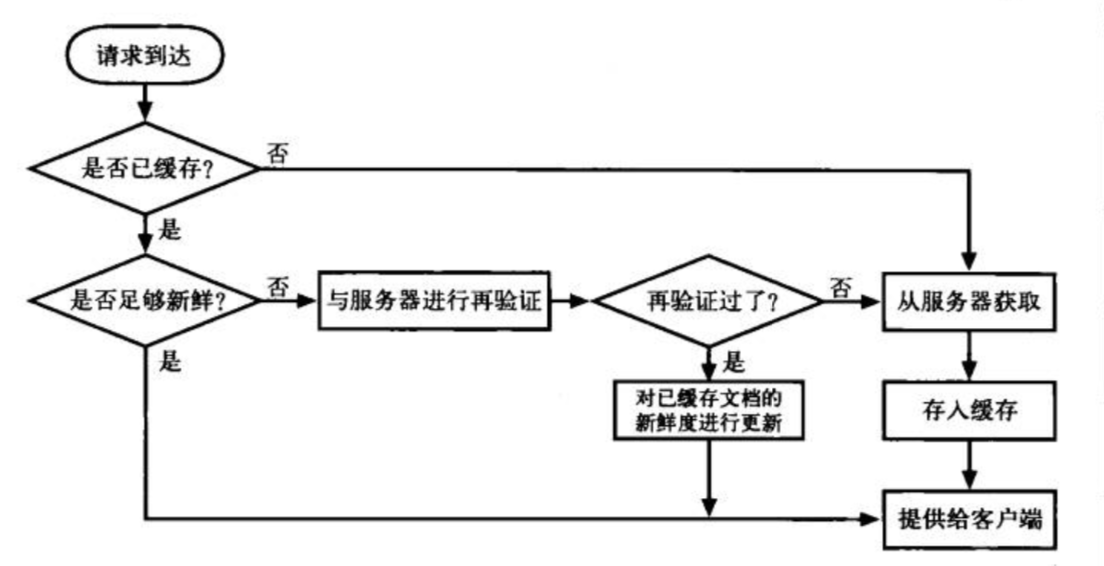 请求到达
是否已缓存？
否
是
是否足够新鲜？
否
与服务器进行再验证
再验证过了？
否
从服务器获取
是
是
对已缓存文档的
新鲜度进行更新
存入缓存
提供给客户端